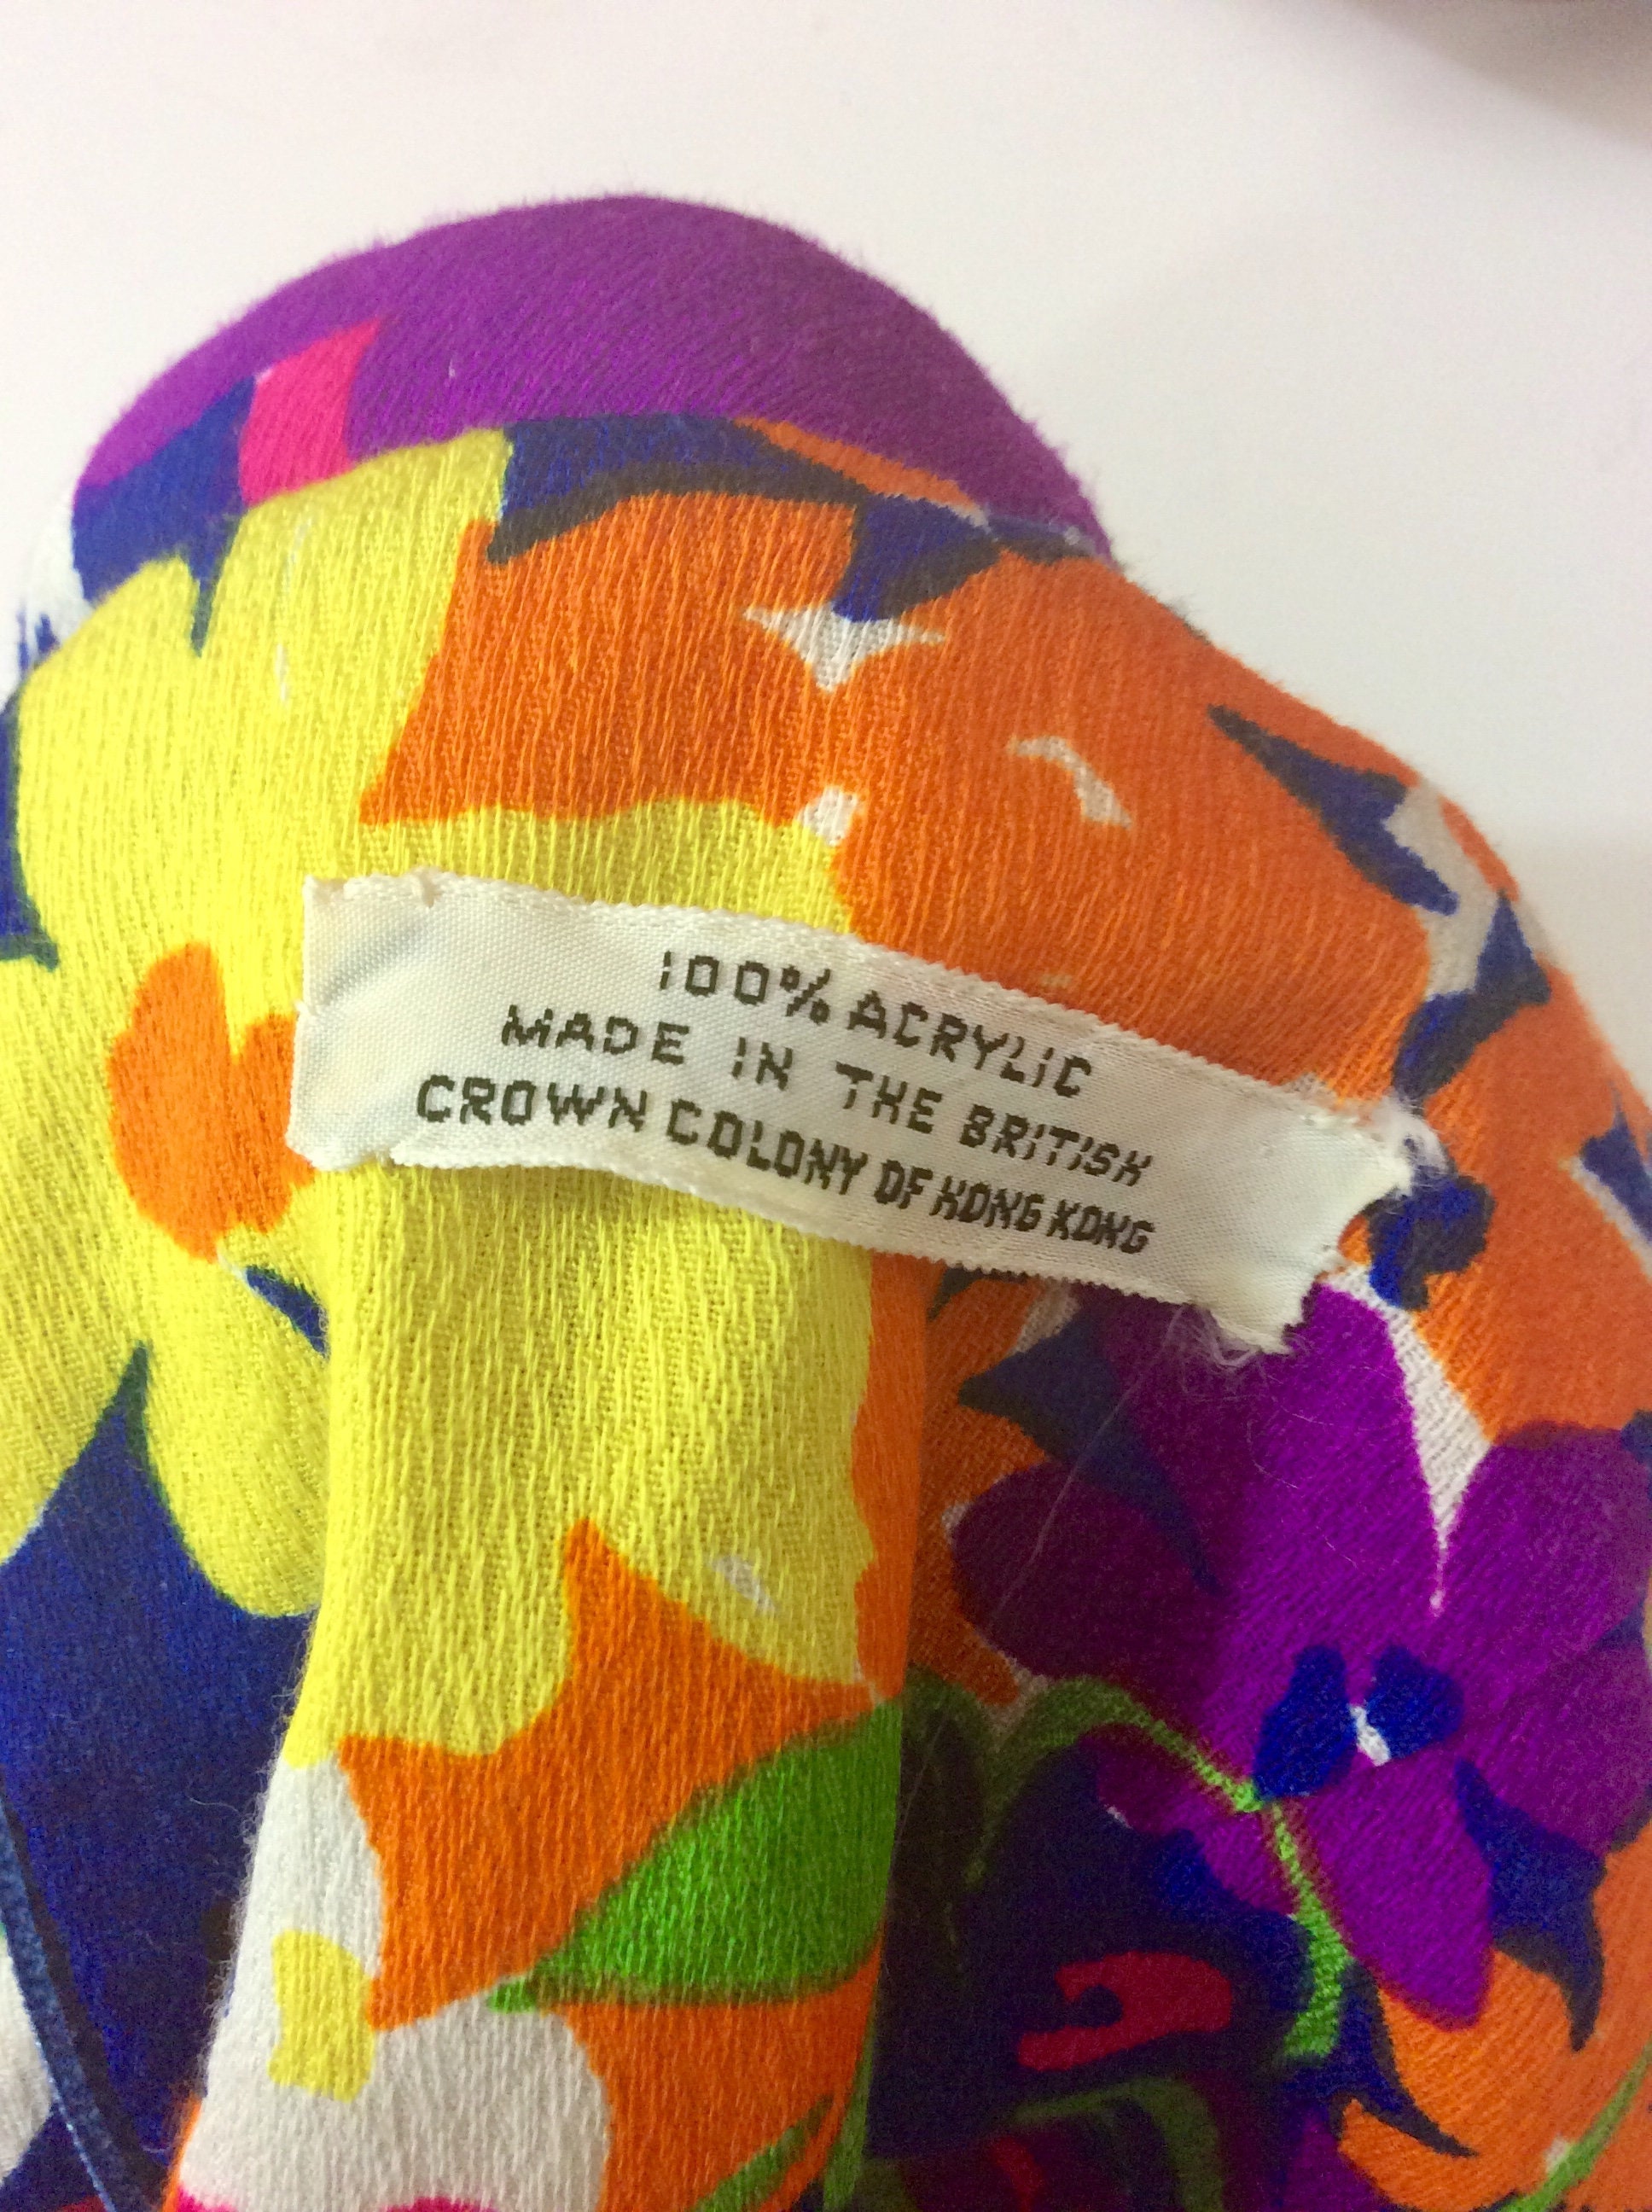 100% ACRYLIC
MADE IN THE BRITISH
CROWN COLONY OF HONG KONG